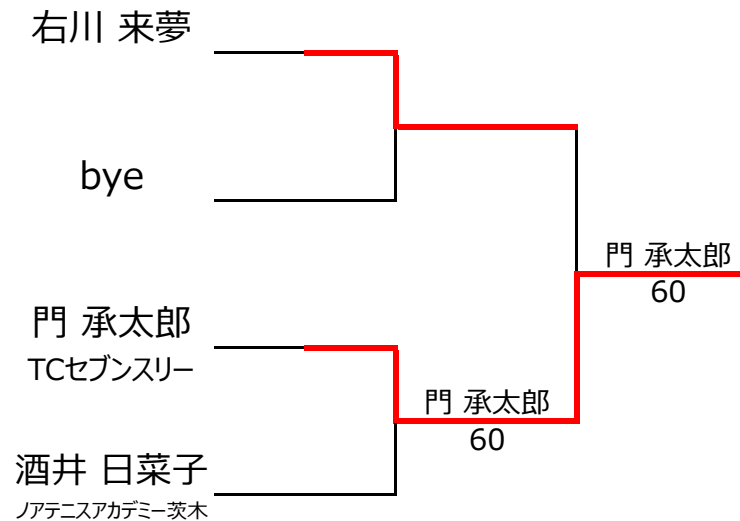 右川 来夢
bye
門 承太郎
TCセブンスリー
酒井 日菜子
ノアテニスアカデミー茨木
門 承太郎
60
門 承太郎
60